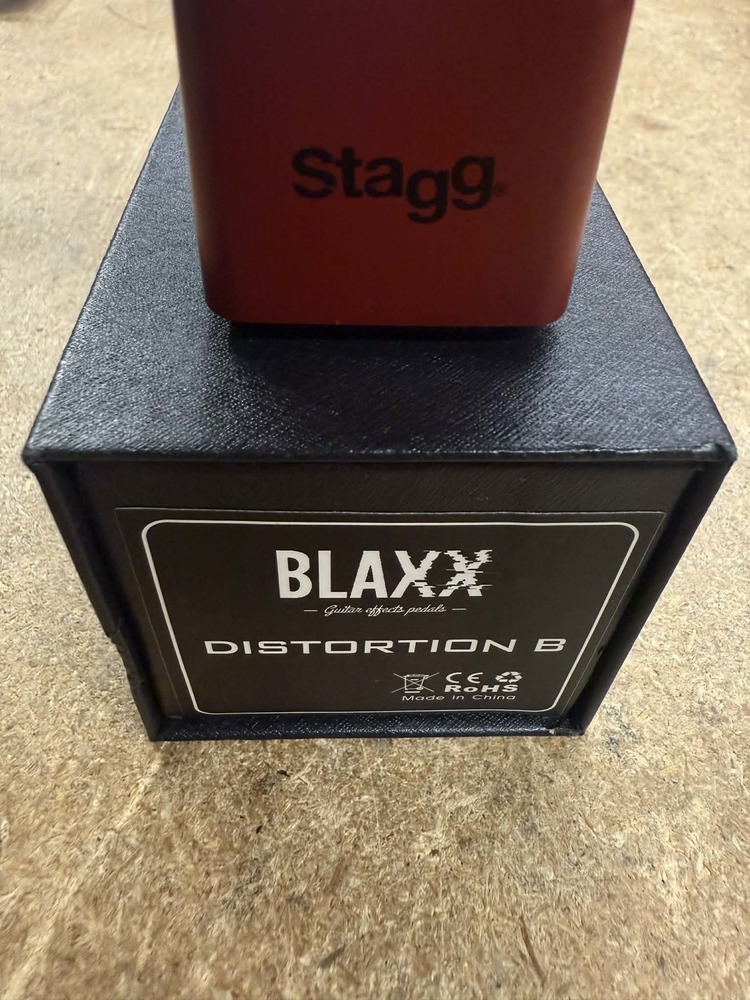 Stagg®
BLAXX
— Guitar effects pedals —
DISTORTION B
CE
RoHS
Made in China